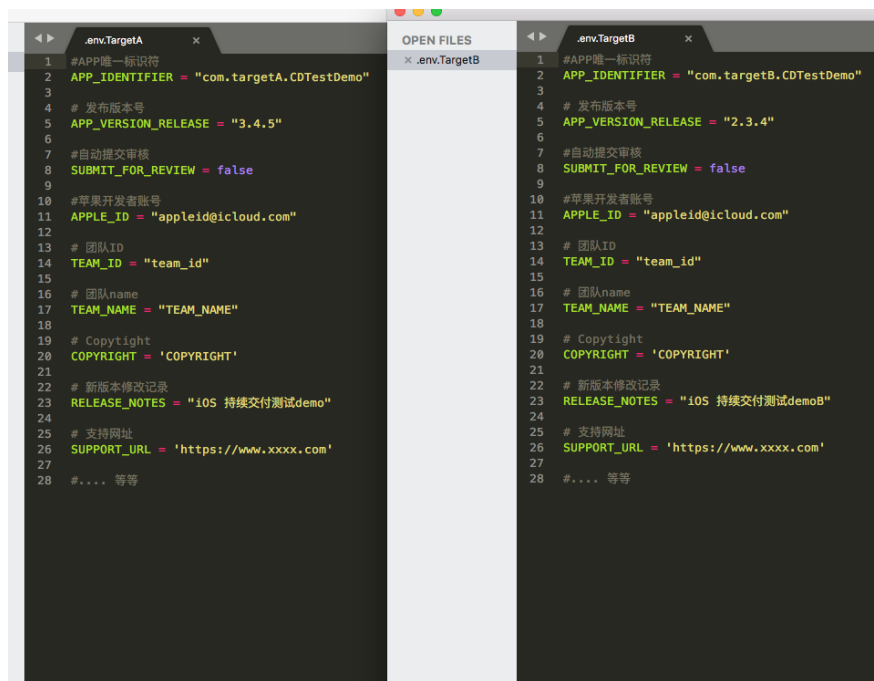 .env.TargetA ×
1 #APP唯一标识符
2 APP_IDENTIFIER = "com.targetA.CDTestDemo"
3
4 # 发布版本号
5 APP_VERSION_RELEASE = "3.4.5"
6
7 #自动提交审核
8 SUBMIT_FOR_REVIEW = false
9
10 #苹果开发者账号
11 APPLE_ID = "appleid@icloud.com"
12
13 # 团队ID
14 TEAM_ID = "team_id"
15
16 # 团队name
17 TEAM_NAME = "TEAM_NAME"
18
19 # Copytight
20 COPYRIGHT = 'COPYRIGHT'
21
22 # 新版本修改记录
23 RELEASE_NOTES = "iOS 持续交付测试demo"
24
25 # 支持网址
26 SUPPORT_URL = 'https://www.xxxx.com'
27
28 #.... 等等
OPEN FILES
× .env.TargetB
.env.TargetB ×
1 #APP唯一标识符
2 APP_IDENTIFIER = "com.targetB.CDTestDemo"
3
4 # 发布版本号
5 APP_VERSION_RELEASE = "2.3.4"
6
7 #自动提交审核
8 SUBMIT_FOR_REVIEW = false
9
10 #苹果开发者账号
11 APPLE_ID = "appleid@icloud.com"
12
13 # 团队ID
14 TEAM_ID = "team_id"
15
16 # 团队name
17 TEAM_NAME = "TEAM_NAME"
18
19 # Copytight
20 COPYRIGHT = 'COPYRIGHT'
21
22 # 新版本修改记录
23 RELEASE_NOTES = "iOS 持续交付测试demoB"
24
25 # 支持网址
26 SUPPORT_URL = 'https://www.xxxx.com'
27
28 #.... 等等